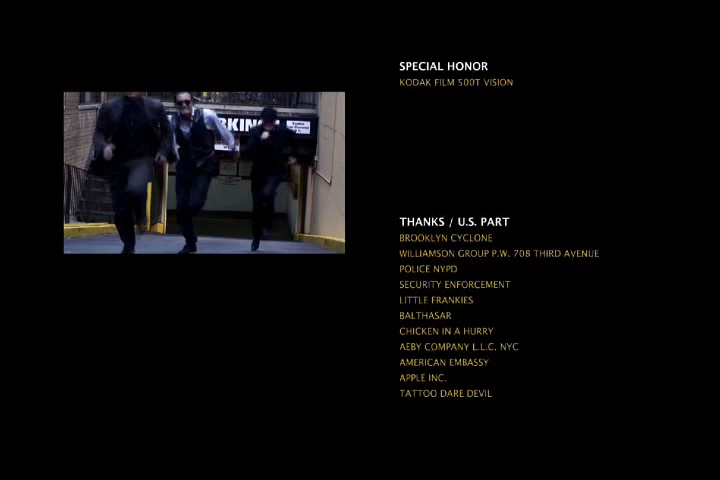 SPECIAL HONOR
KODAK FILM 500T VISION
RKING
THANKS / U.S. PART
BROOKLYN CYCLONE
WILLIAMSON GROUP P.W. 708 THIRD AVENUE
POLICE NYPD
SECURITY ENFORCEMENT
LITTLE FRANKIES
BALTHASAR
CHICKEN IN A HURRY
AEBY COMPANY L.L.C. NYC
AMERICAN EMBASSY
APPLE INC.
TATTOO DARE DEVIL